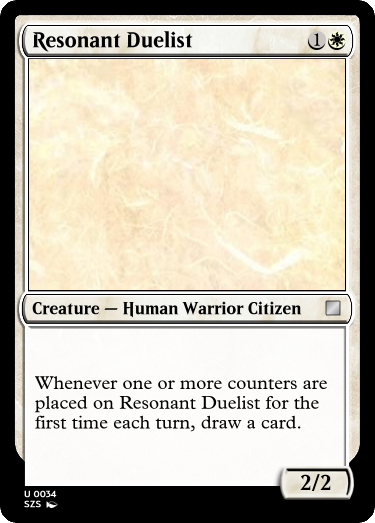 Resonant Duelist 1
Creature — Human Warrior Citizen
Whenever one or more counters are
placed on Resonant Duelist for the
first time each turn, draw a card.
2/2
U 0034
SZS